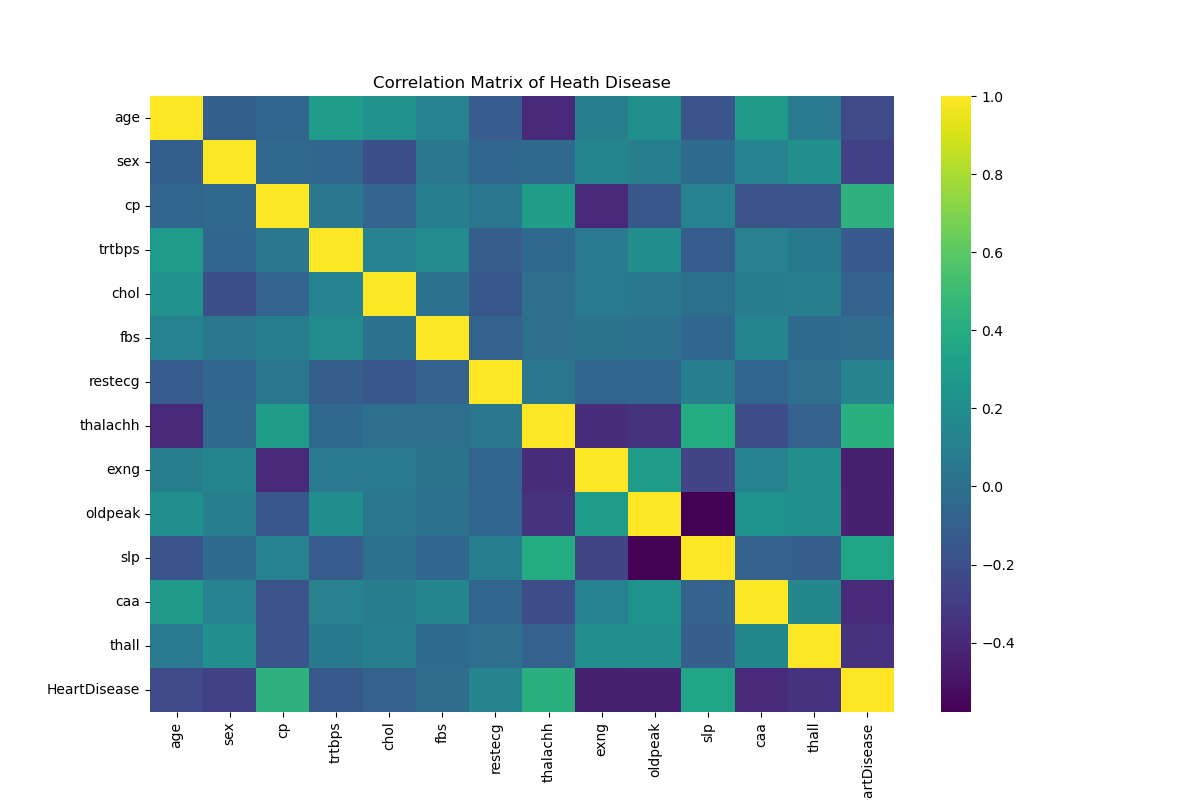 Correlation Matrix of Heath Disease
age
sex
cp
trtbps
chol
fbs
restecg
thalachh
exng
oldpeak
slp
caa
thall
HeartDisease
age
sex
cp
trtbps
chol
fbs
restecg
thalachh
exng
oldpeak
slp
caa
thall
artDisease
1.0
0.8
0.6
0.4
0.2
0.0
−0.2
−0.4